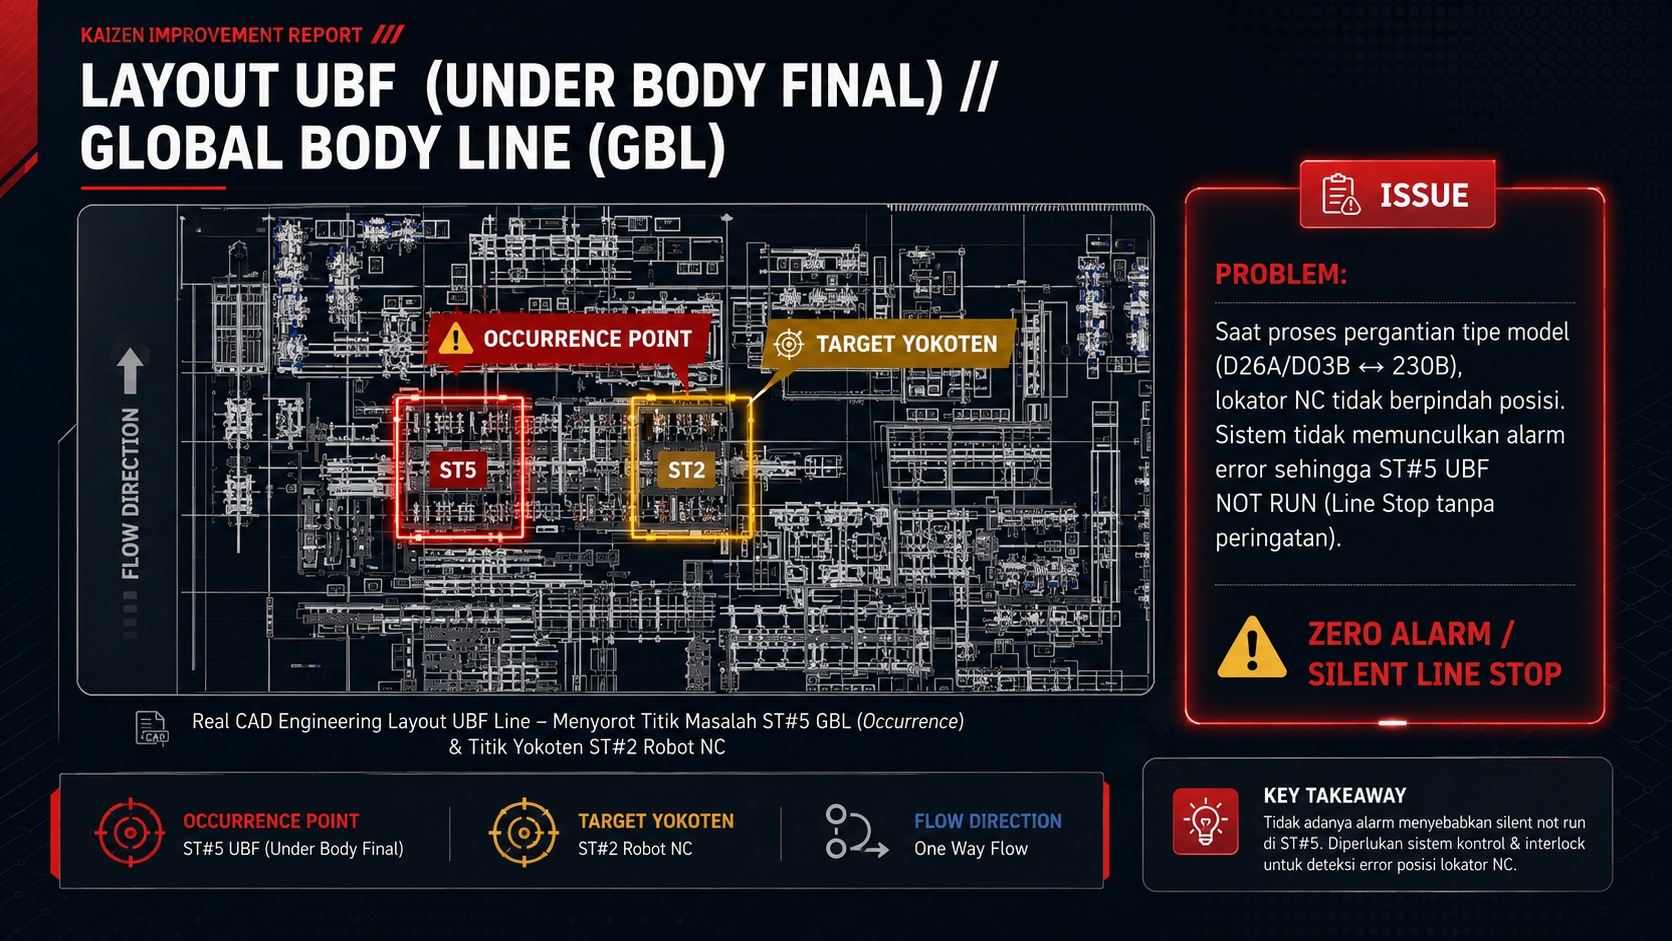 KAIZEN IMPROVEMENT REPORT ///
LAYOUT UBF (UNDER BODY FINAL) //
GLOBAL BODY LINE (GBL)
FLOW DIRECTION
OCCURRENCE POINT
TARGET YOKOTEN
ST5
ST2
CAD
Real CAD Engineering Layout UBF Line – Menyorot Titik Masalah ST#5 GBL (Occurrence)
& Titik Yokoten ST#2 Robot NC
ISSUE
PROBLEM:
Saat proses pergantian tipe model
(D26A/D03B ↔ 230B),
lokator NC tidak berpindah posisi.
Sistem tidak memunculkan alarm
error sehingga ST#5 UBF
NOT RUN (Line Stop tanpa
peringatan).
ZERO ALARM /
SILENT LINE STOP
OCCURRENCE POINT
ST#5 UBF (Under Body Final)
TARGET YOKOTEN
ST#2 Robot NC
FLOW DIRECTION
One Way Flow
KEY TAKEAWAY
Tidak adanya alarm menyebabkan silent not run
di ST#5. Diperlukan sistem kontrol & interlock
untuk deteksi error posisi lokator NC.